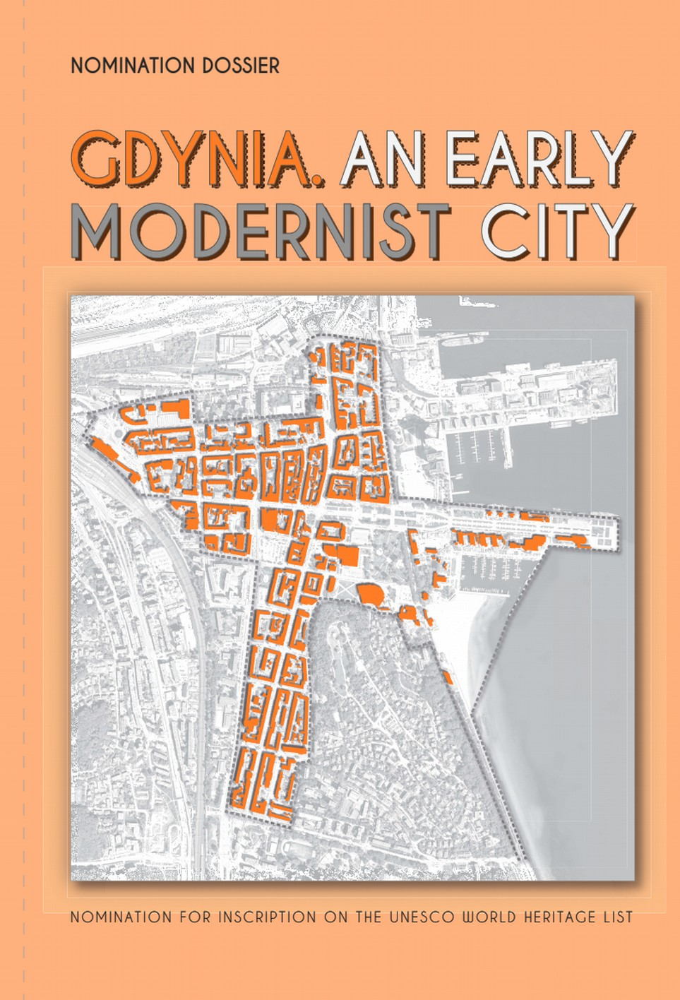 NOMINATION DOSSIER
GDYNIA. AN EARLY
MODERNIST CITY
NOMINATION FOR INSCRIPTION ON THE UNESCO WORLD HERITAGE LIST